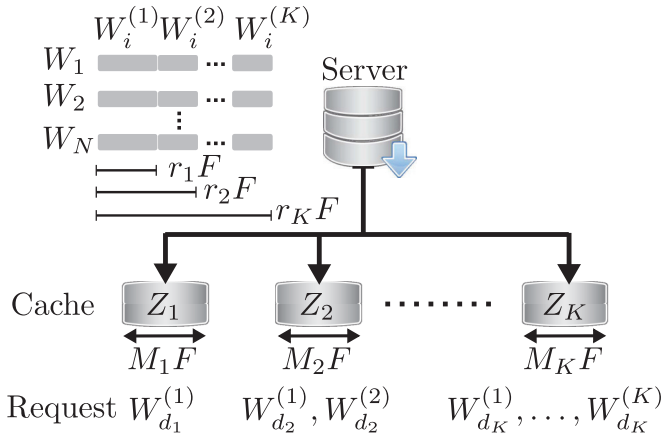 W_i^{(1)} W_i^{(2)} W_i^{(K)}
W_1 ...
W_2 ...
⋮
W_N ...
r_1F
r_2F
r_KF
Server
Cache Z_1 Z_2 ........ Z_K
M_1F M_2F M_KF
Request W_{d_1}^{(1)} W_{d_2}^{(1)}, W_{d_2}^{(2)} W_{d_K}^{(1)}, ..., W_{d_K}^{(K)}